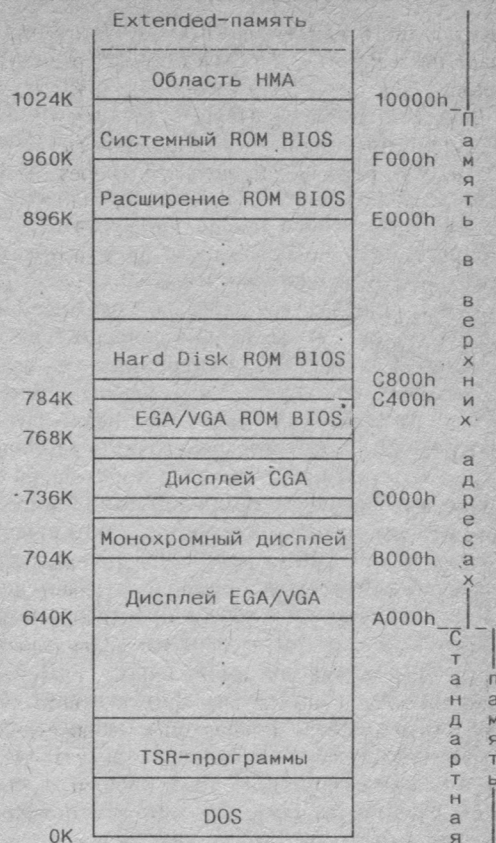 Extended-память
Область HMA
1024K 10000h
Системный ROM BIOS
960K F000h
Расширение ROM BIOS
896K E000h
Hard Disk ROM BIOS
C800h
784K C400h
EGA/VGA ROM BIOS
768K
Дисплей CGA
736K C000h
Монохромный дисплей
704K B000h
Дисплей EGA/VGA
640K A000h
TSR-программы
DOS
0K
Память в верхних адресах
Стандартная память